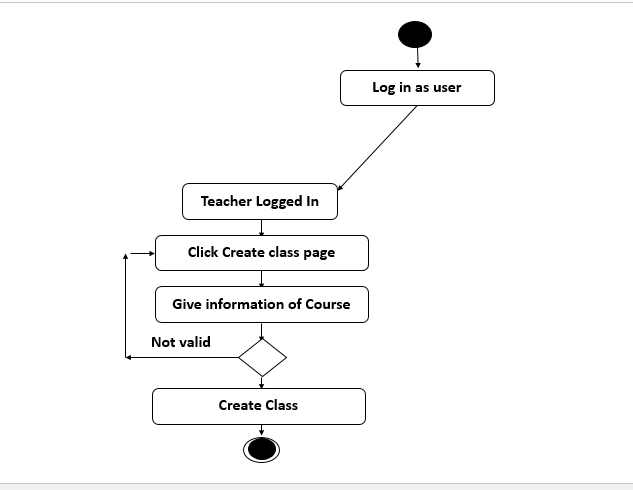 Log in as user
Teacher Logged In
Click Create class page
Give information of Course
Not valid
Create Class